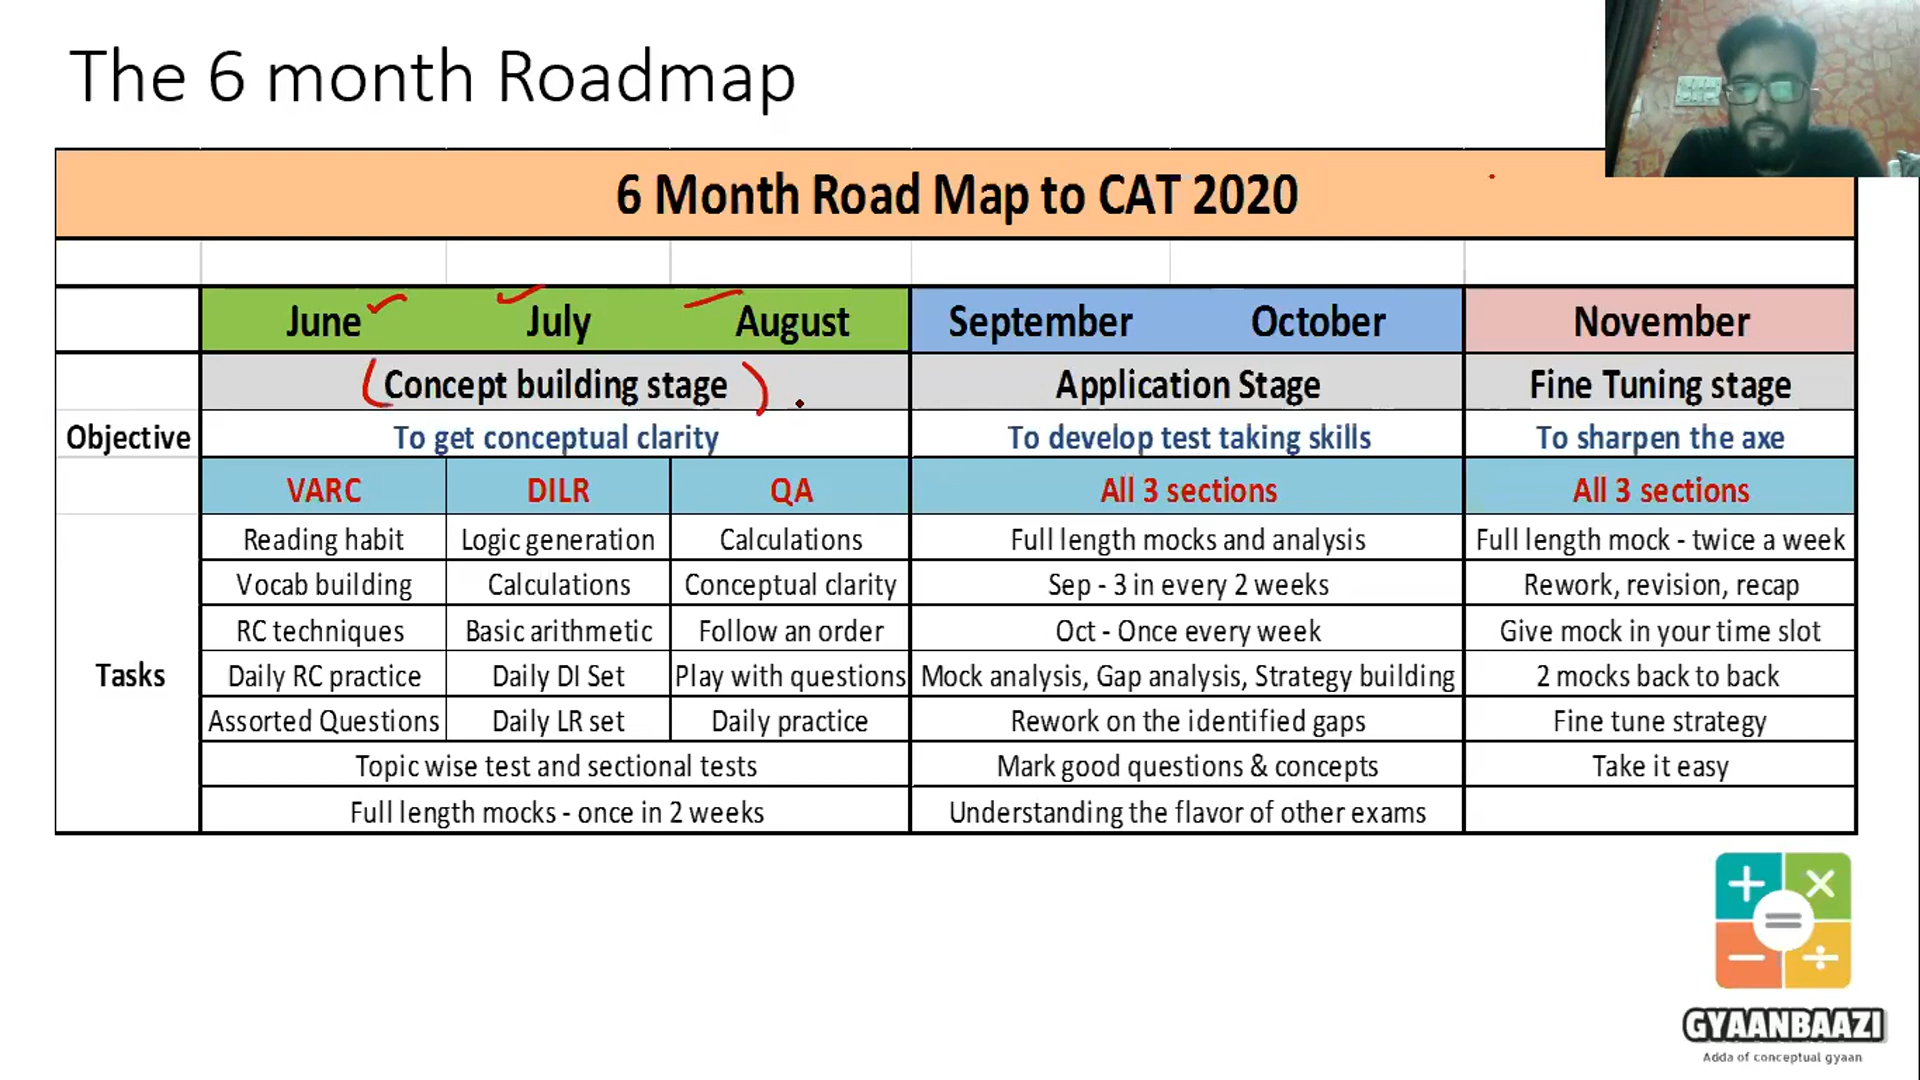 The 6 month Roadmap
6 Month Road Map to CAT 2020
June July August September October November
Concept building stage Application Stage Fine Tuning stage
Objective To get conceptual clarity To develop test taking skills To sharpen the axe
VARC DILR QA All 3 sections All 3 sections
Reading habit Logic generation Calculations Full length mocks and analysis Full length mock - twice a week
Vocab building Calculations Conceptual clarity Sep - 3 in every 2 weeks Rework, revision, recap
RC techniques Basic arithmetic Follow an order Oct - Once every week Give mock in your time slot
Tasks Daily RC practice Daily DI Set Play with questions Mock analysis, Gap analysis, Strategy building 2 mocks back to back
Assorted Questions Daily LR set Daily practice Rework on the identified gaps Fine tune strategy
Topic wise test and sectional tests Mark good questions & concepts Take it easy
Full length mocks - once in 2 weeks Understanding the flavor of other exams
GYAANBAAZI
Adda of conceptual gyaan